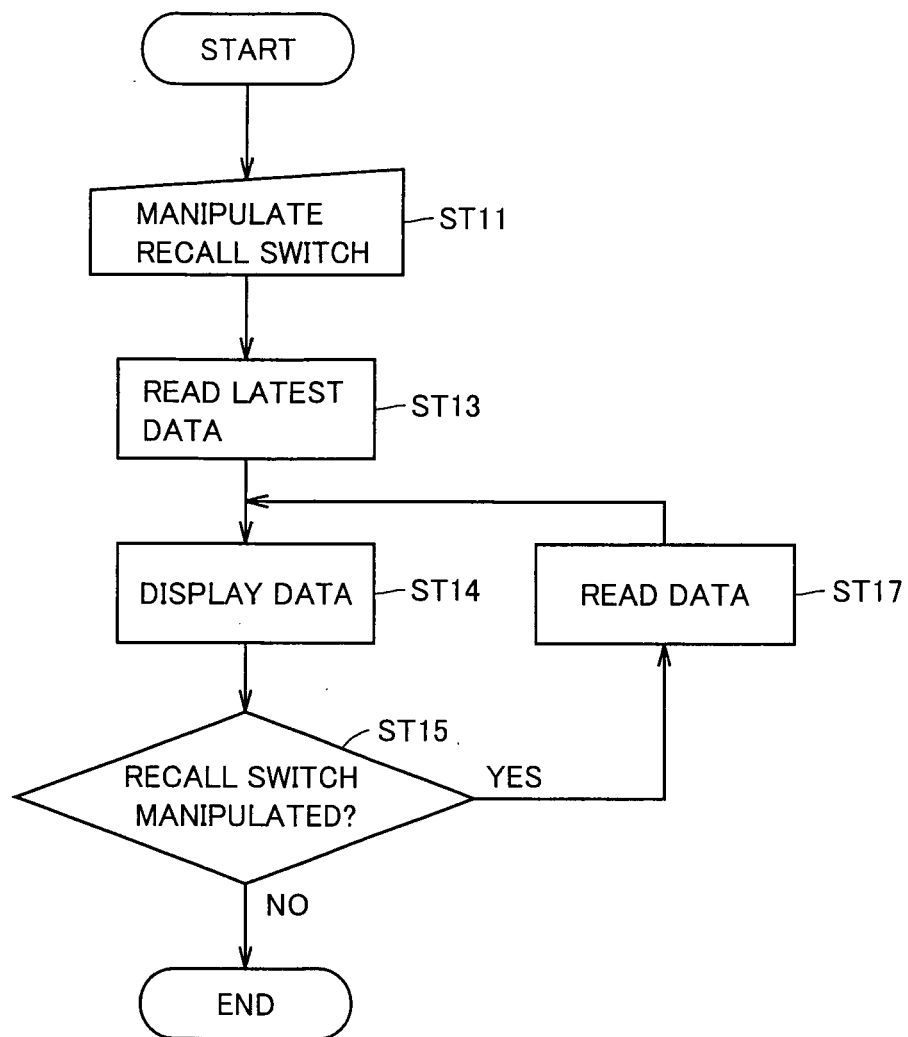 START
MANIPULATE
RECALL SWITCH
ST11
READ LATEST
DATA
ST13
DISPLAY DATA
ST14
READ DATA
ST17
ST15
RECALL SWITCH
MANIPULATED?
YES
NO
END